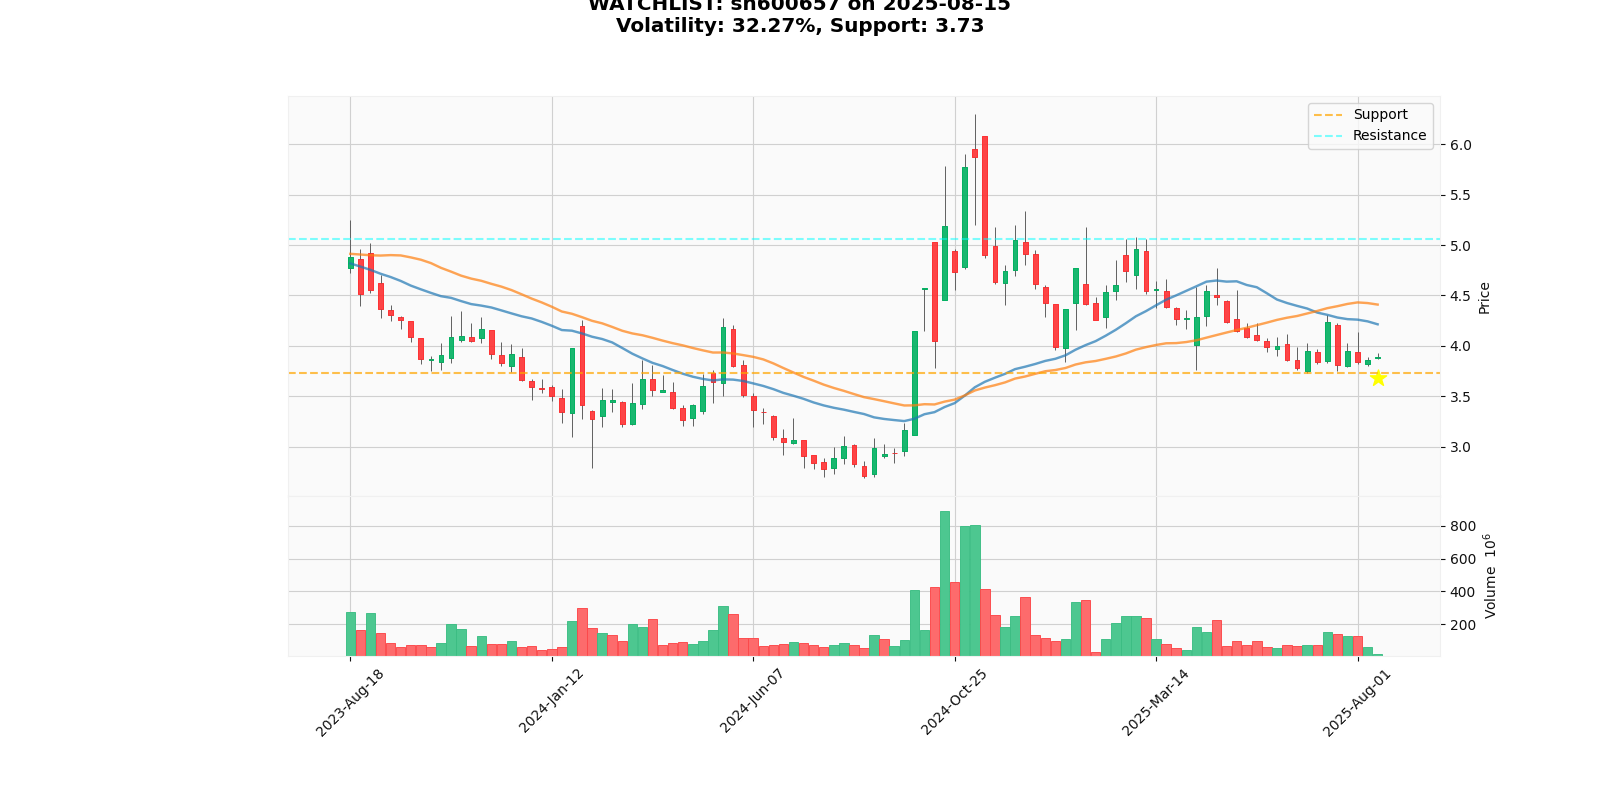 WATCHLIST: sh600657 on 2025-08-15
Volatility: 32.27%, Support: 3.73
Support
Resistance
6.0
5.5
5.0
4.5
4.0
3.5
3.0
Price
800
600
400
200
Volume 10⁶
2023-Aug-18
2024-Jan-12
2024-Jun-07
2024-Oct-25
2025-Mar-14
2025-Aug-01